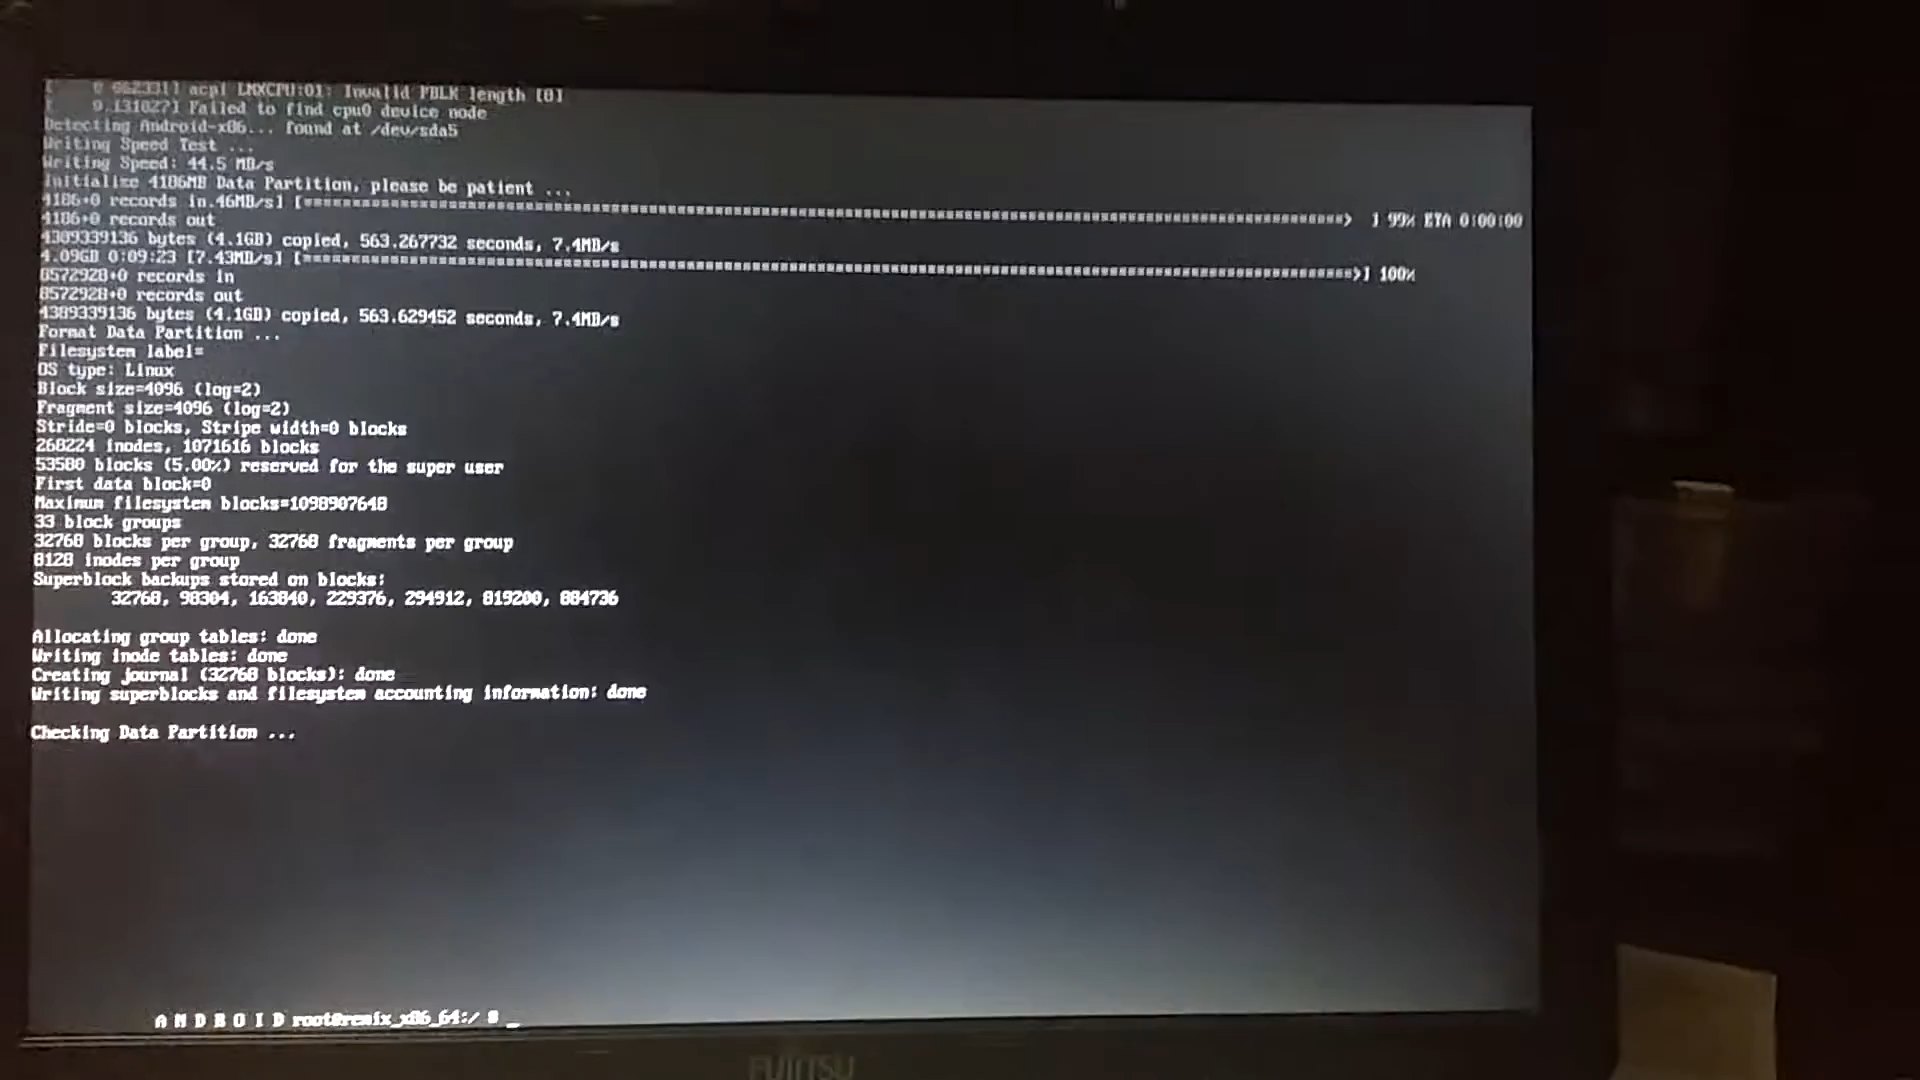 [ 0.062331] acpi LNXCPU:01: Invalid PBLK length [0]
[ 9.131027] Failed to find cpu0 device node
Detecting Android-x86... found at /dev/sda5
Writing Speed Test ...
Writing Speed: 44.5 MB/s
Initialize 4186MB Data Partition, please be patient ...
4186+0 records in.46MB/s] [================================================> ] 99% ETA 0:00:00
4186+0 records out
4389339136 bytes (4.1GB) copied, 563.267732 seconds, 7.4MB/s
4.09GB 0:09:23 [7.43MB/s] [================================================>] 100%
8572928+0 records in
8572928+0 records out
4389339136 bytes (4.1GB) copied, 563.629452 seconds, 7.4MB/s
Format Data Partition ...
Filesystem label=
OS type: Linux
Block size=4096 (log=2)
Fragment size=4096 (log=2)
Stride=0 blocks, Stripe width=0 blocks
268224 inodes, 1071616 blocks
53580 blocks (5.00%) reserved for the super user
First data block=0
Maximum filesystem blocks=1098907648
33 block groups
32768 blocks per group, 32768 fragments per group
8128 inodes per group
Superblock backups stored on blocks:
32768, 98304, 163840, 229376, 294912, 819200, 884736
Allocating group tables: done
Writing inode tables: done
Creating journal (32768 blocks): done
Writing superblocks and filesystem accounting information: done
Checking Data Partition ...
A N D R O I D root@remix_x86_64:/ # _
FUJITSU